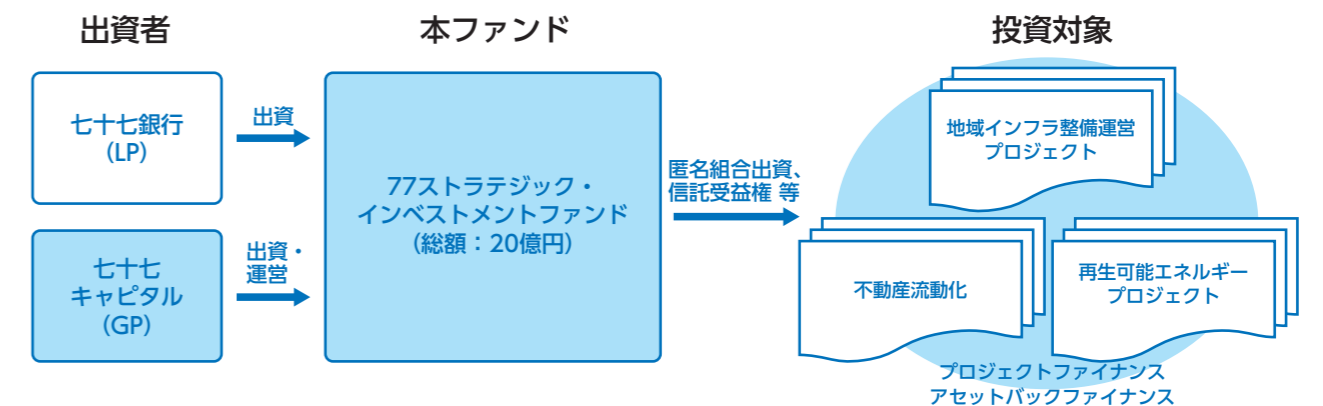 出資者
本ファンド
投資対象
七十七銀行
(LP)
出資
七十七
キャピタル
(GP)
出資・
運営
77ストラテジック・
インベストメントファンド
(総額：20億円)
匿名組合出資、
信託受益権 等
地域インフラ整備運営
プロジェクト
不動産流動化
再生可能エネルギー
プロジェクト
プロジェクトファイナンス
アセットバックファイナンス